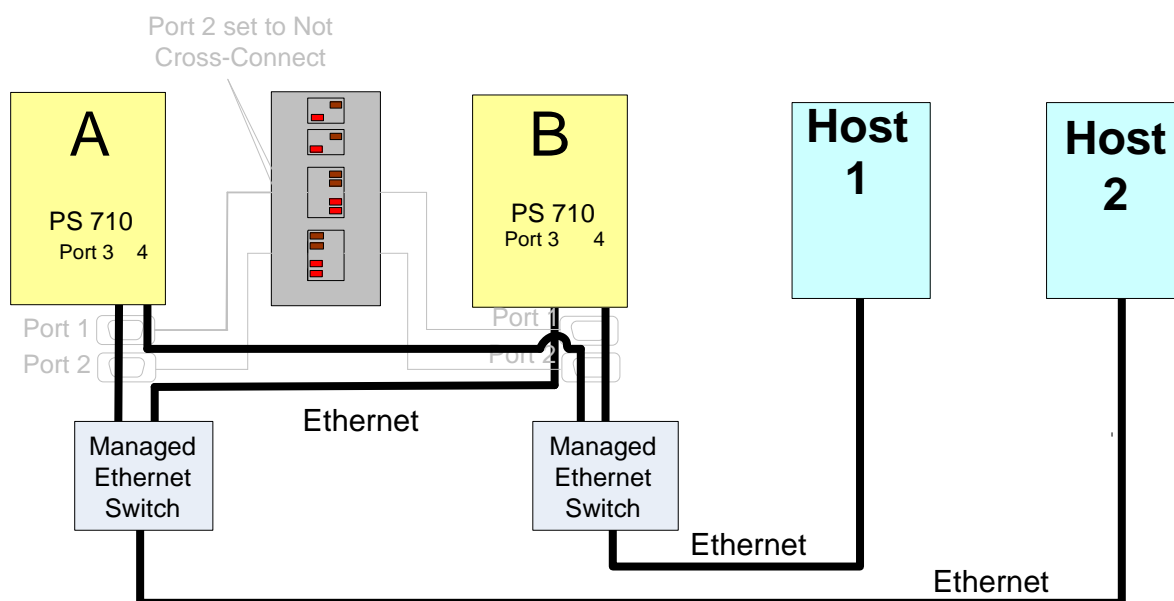 Port 2 set to Not
Cross-Connect
A
PS 710
Port 3 4
B
PS 710
Port 3 4
Host
1
Host
2
Port 1
Port 2
Port 1
Port 2
Ethernet
Managed
Ethernet
Switch
Managed
Ethernet
Switch
Ethernet
Ethernet